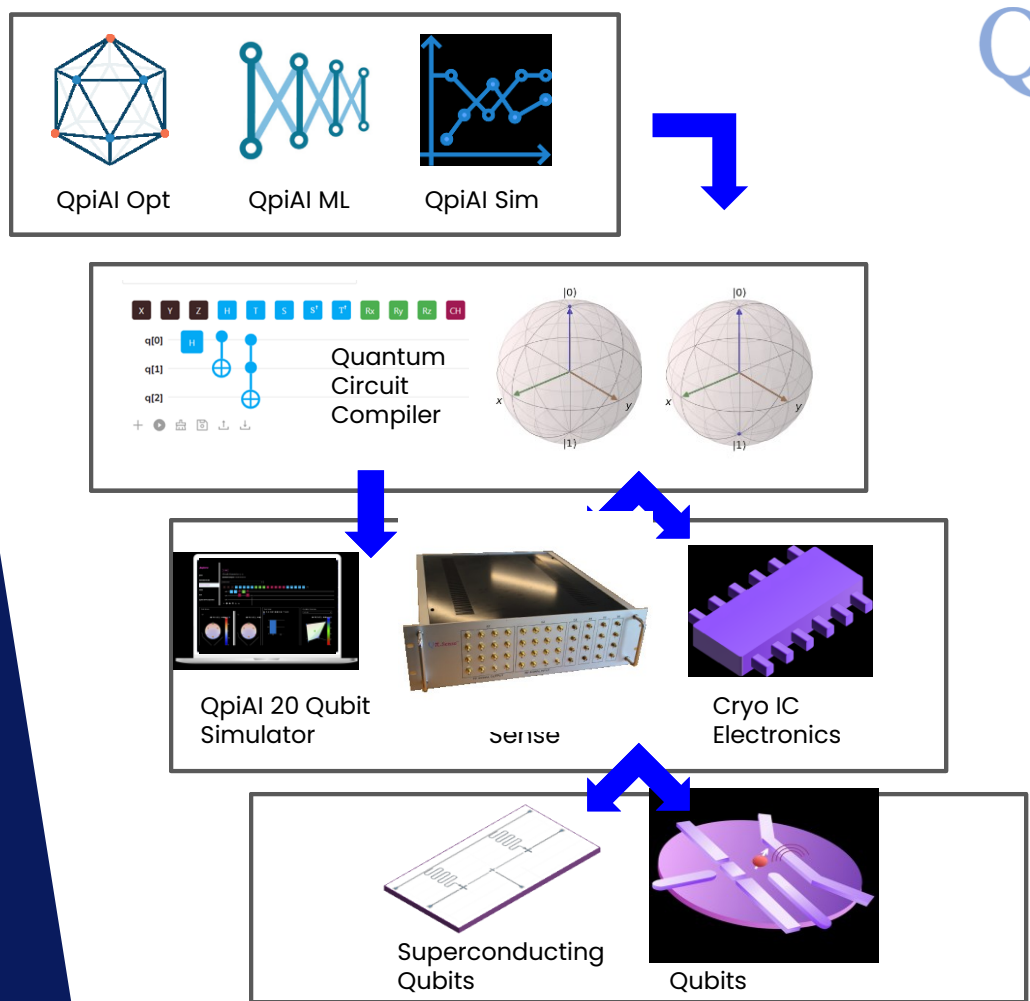 Q
QpiAI Opt
QpiAI ML
QpiAI Sim
X Y Z H T S S† T† Rx Ry Rz CH
q[0]
H
q[1]
q[2]
Quantum
Circuit
Compiler
|0⟩
x
y
|1⟩
|0⟩
x
y
|1⟩
QpiAI 20 Qubit
Simulator
Sense
Cryo IC
Electronics
Superconducting
Qubits
Qubits